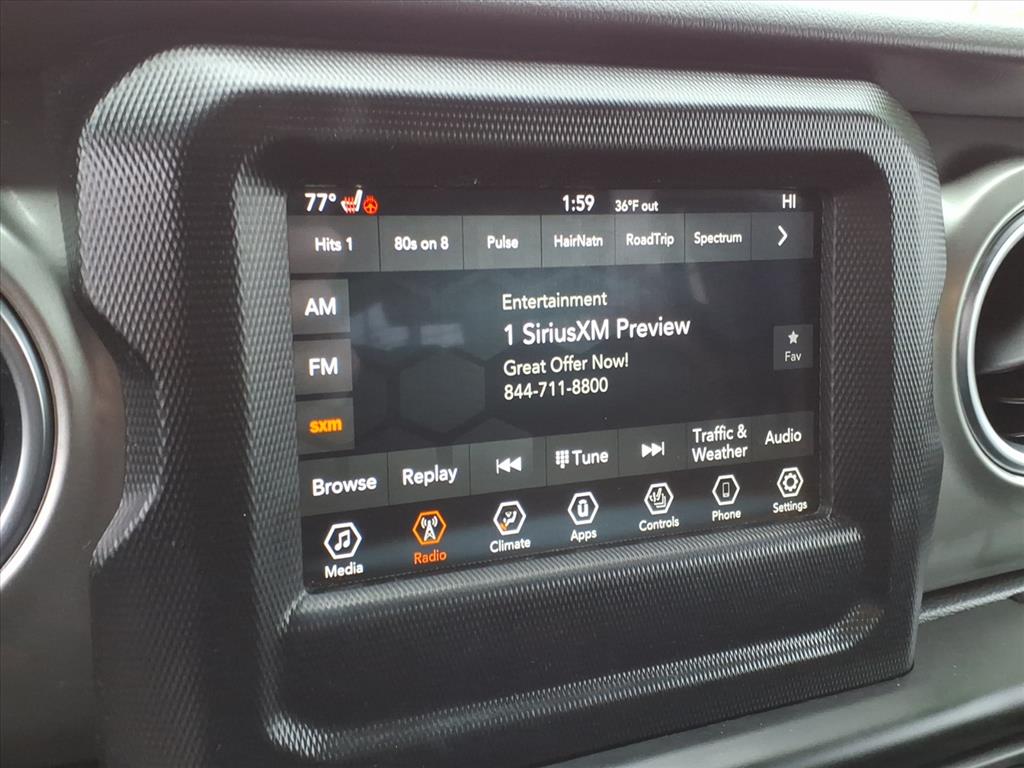 77° 1:59 36°F out HI
Hits 1 80s on 8 Pulse HairNatn RoadTrip Spectrum
AM
Entertainment
1 SiriusXM Preview
Great Offer Now!
844-711-8800
Fav
FM
sxm
Browse Replay Tune Traffic & Weather Audio
Media Radio Climate Apps Controls Phone Settings